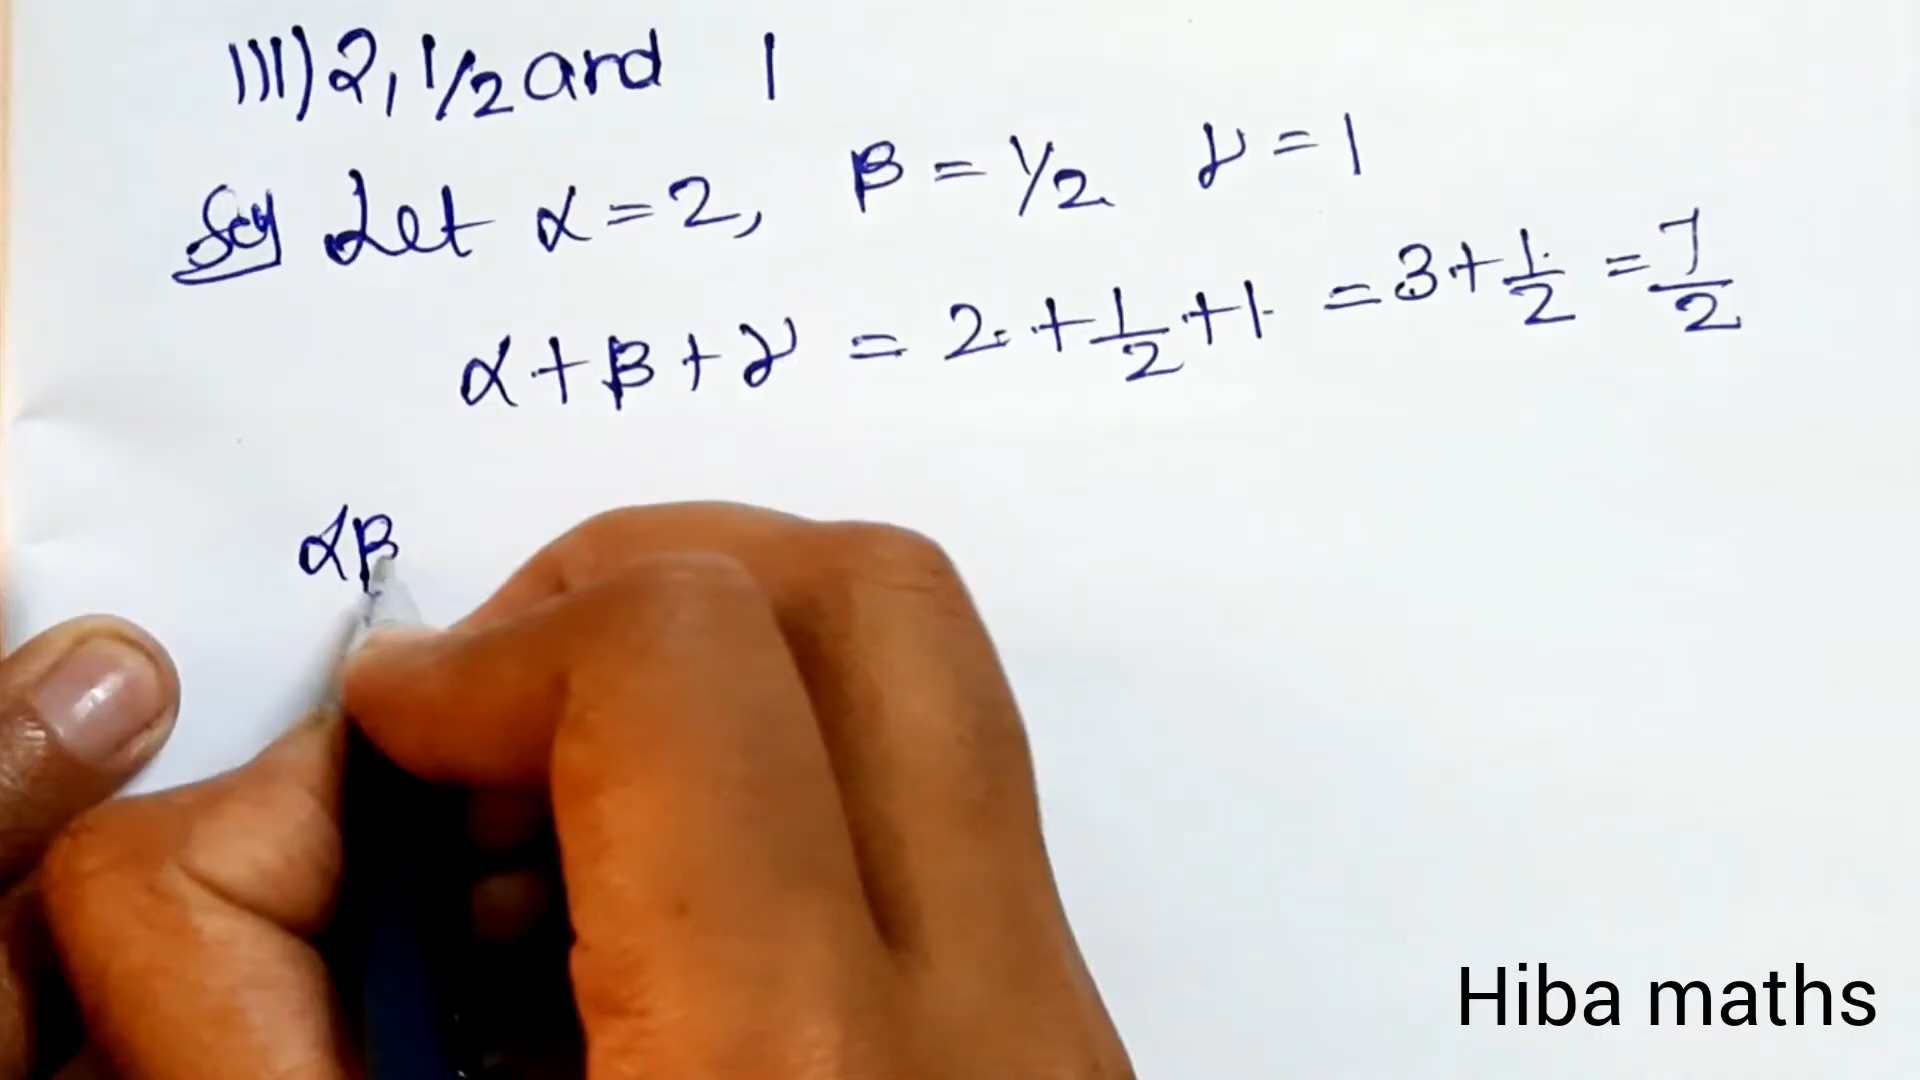 III) 2, 1/2 and 1
Sol Let α = 2, β = 1/2 γ = 1
α + β + γ = 2 + 1/2 + 1 = 3 + 1/2 = 7/2
αβ
Hiba maths